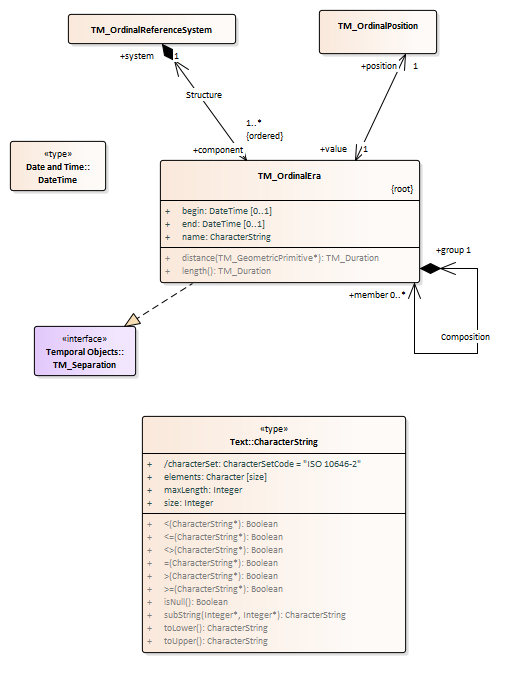 TM_OrdinalReferenceSystem
TM_OrdinalPosition
+system 1
+position 1
Structure
1..*
{ordered}
+component
+value 1
«type»
Date and Time::
DateTime
TM_OrdinalEra
{root}
+ begin: DateTime [0..1]
+ end: DateTime [0..1]
+ name: CharacterString
+ distance(TM_GeometricPrimitive*): TM_Duration
+ length(): TM_Duration
+group 1
+member 0..*
Composition
«interface»
Temporal Objects::
TM_Separation
«type»
Text::CharacterString
+ /characterSet: CharacterSetCode = "ISO 10646-2"
+ elements: Character [size]
+ maxLength: Integer
+ size: Integer
+ <(CharacterString*): Boolean
+ <=(CharacterString*): Boolean
+ <>(CharacterString*): Boolean
+ =(CharacterString*): Boolean
+ >(CharacterString*): Boolean
+ >=(CharacterString*): Boolean
+ isNull(): Boolean
+ subString(Integer*, Integer*): CharacterString
+ toLower(): CharacterString
+ toUpper(): CharacterString